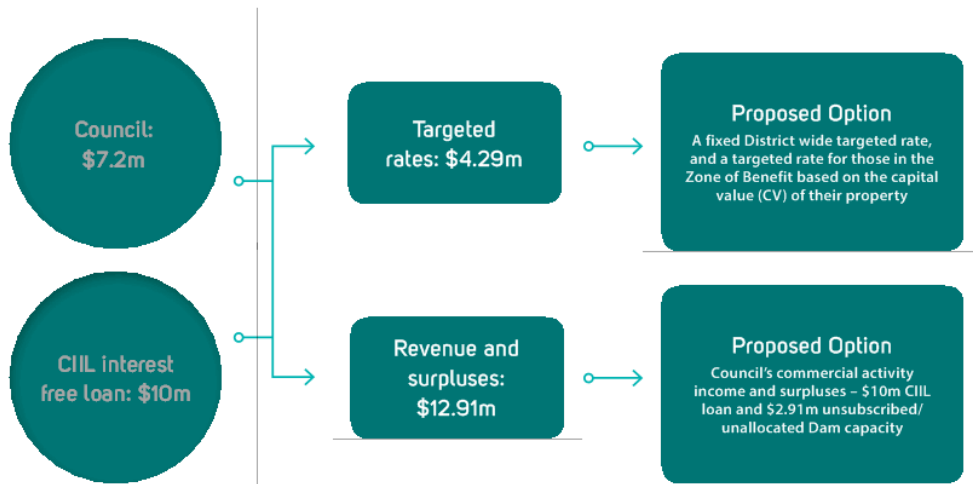 Council:
$7.2m
Targeted
rates: $4.29m
Proposed Option
A fixed District wide targeted rate,
and a targeted rate for those in the
Zone of Benefit based on the capital
value (CV) of their property
CIIL interest
free loan: $10m
Revenue and
surpluses:
$12.91m
Proposed Option
Council's commercial activity
income and surpluses – $10m CIIL
loan and $2.91m unsubscribed/
unallocated Dam capacity